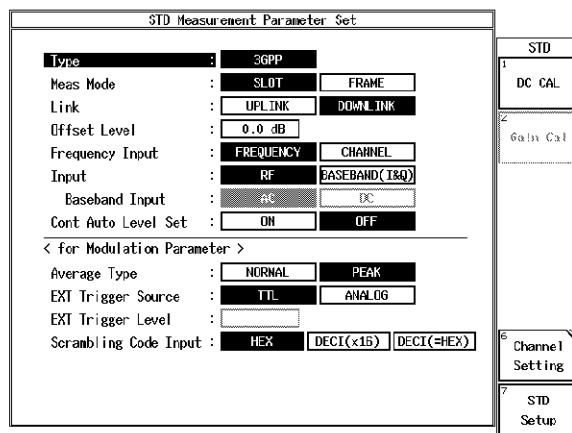 STD Measurement Parameter Set
Type : 3GPP
Meas Mode : SLOT FRAME
Link : UPLINK DOWNLINK
Offset Level : 0.0 dB
Frequency Input : FREQUENCY CHANNEL
Input : RF BASEBAND(I&Q)
Baseband Input : AC DC
Cont Auto Level Set : ON OFF
< for Modulation Parameter >
Average Type : NORMAL PEAK
EXT Trigger Source : TTL ANALOG
EXT Trigger Level :
Scrambling Code Input : HEX DECI(x16) DECI(=HEX)
STD
1
DC CAL
2
Gain Cal
6
Channel
Setting
7
STD
Setup